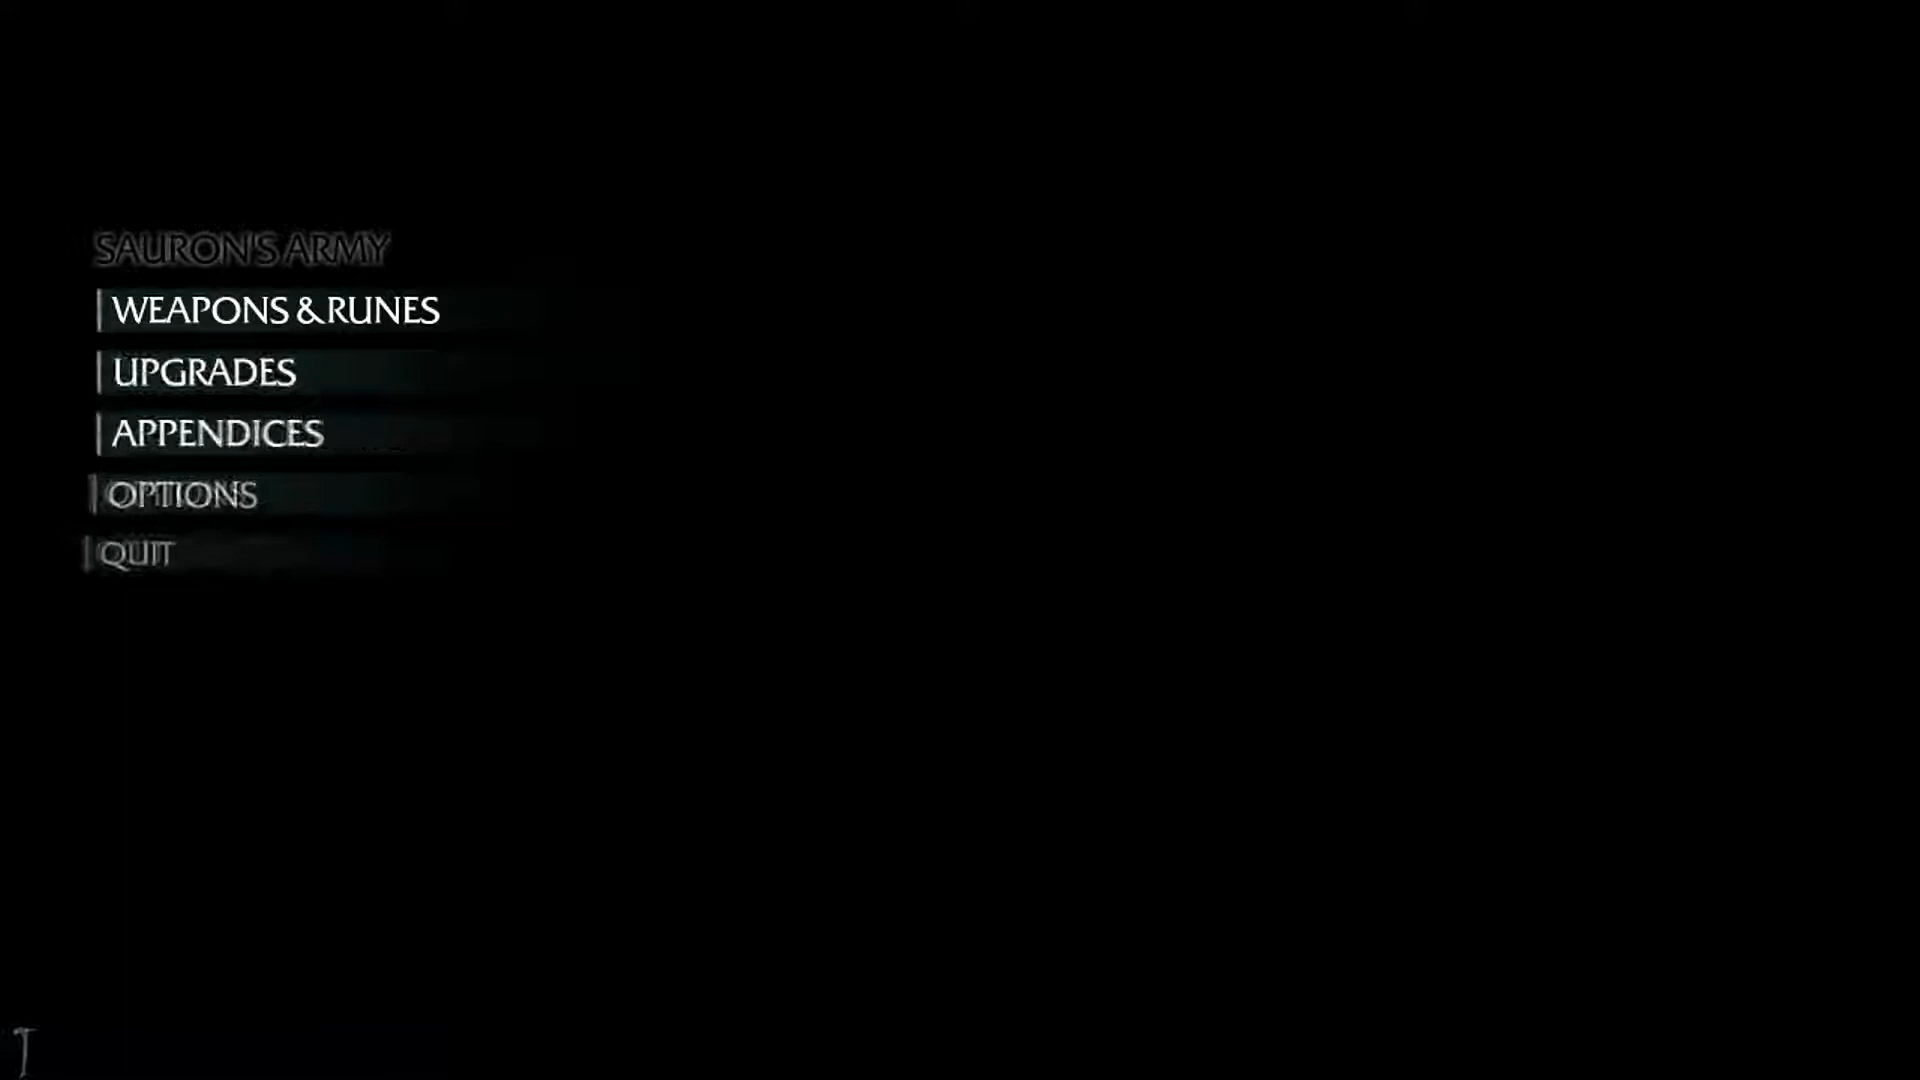 SAURON'S ARMY
WEAPONS & RUNES
UPGRADES
APPENDICES
OPTIONS
QUIT